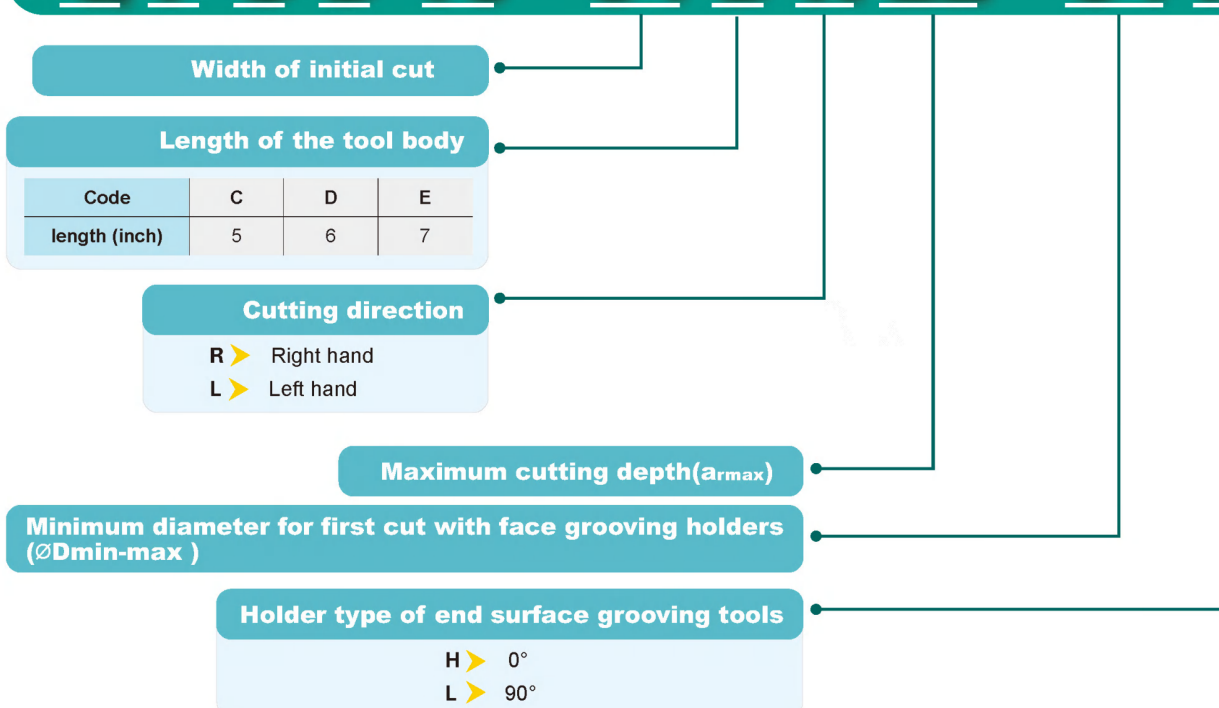 Width of initial cut
Length of the tool body
Code C D E
length (inch) 5 6 7
Cutting direction
R Right hand
L Left hand
Maximum cutting depth(armax)
Minimum diameter for first cut with face grooving holders
(ØDmin-max )
Holder type of end surface grooving tools
H 0°
L 90°